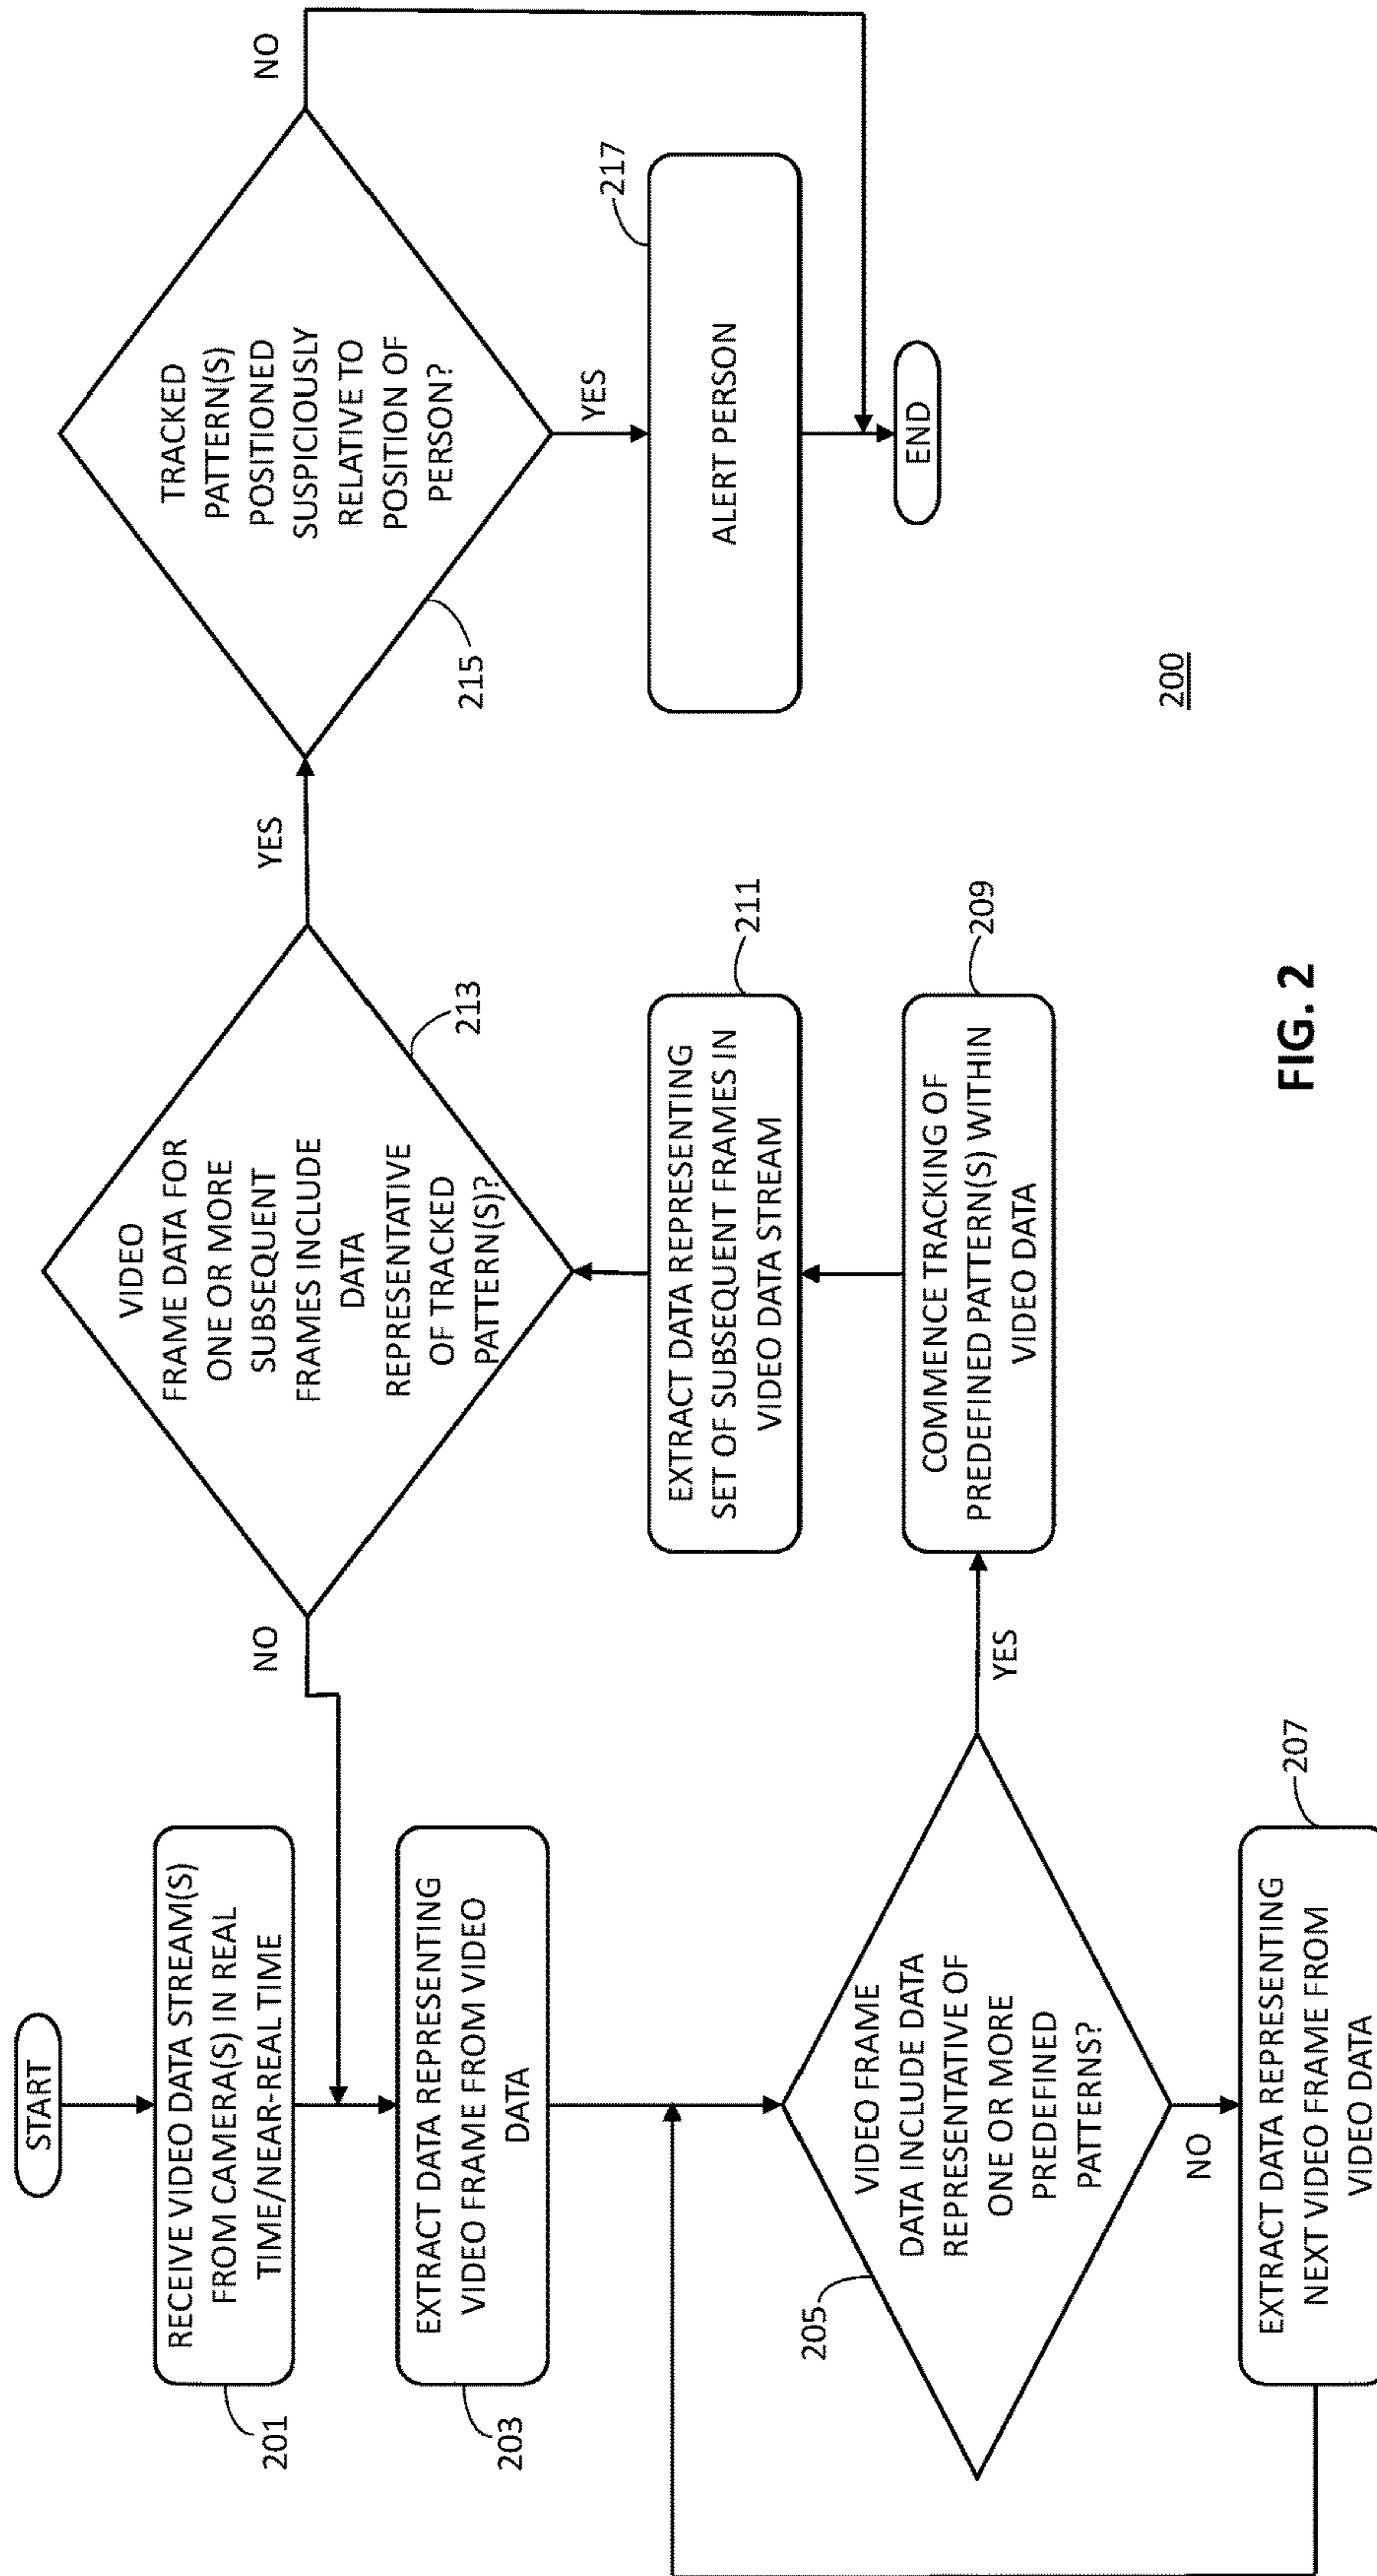 START
RECEIVE VIDEO DATA STREAM(S)
FROM CAMERA(S) IN REAL
TIME/NEAR-REAL TIME
201
EXTRACT DATA REPRESENTING
VIDEO FRAME FROM VIDEO
DATA
203
VIDEO FRAME
DATA INCLUDE DATA
REPRESENTATIVE OF
ONE OR MORE
PREDEFINED
PATTERNS?
205
NO
YES
EXTRACT DATA REPRESENTING
NEXT VIDEO FRAME FROM
VIDEO DATA
207
COMMENCE TRACKING OF
PREDEFINED PATTERN(S) WITHIN
VIDEO DATA
209
EXTRACT DATA REPRESENTING
SET OF SUBSEQUENT FRAMES IN
VIDEO DATA STREAM
211
VIDEO
FRAME DATA FOR
ONE OR MORE
SUBSEQUENT
FRAMES INCLUDE
DATA
REPRESENTATIVE
OF TRACKED
PATTERN(S)?
213
NO
YES
TRACKED
PATTERN(S)
POSITIONED
SUSPICIOUSLY
RELATIVE TO
POSITION OF
PERSON?
215
NO
YES
ALERT PERSON
217
END
200
FIG. 2